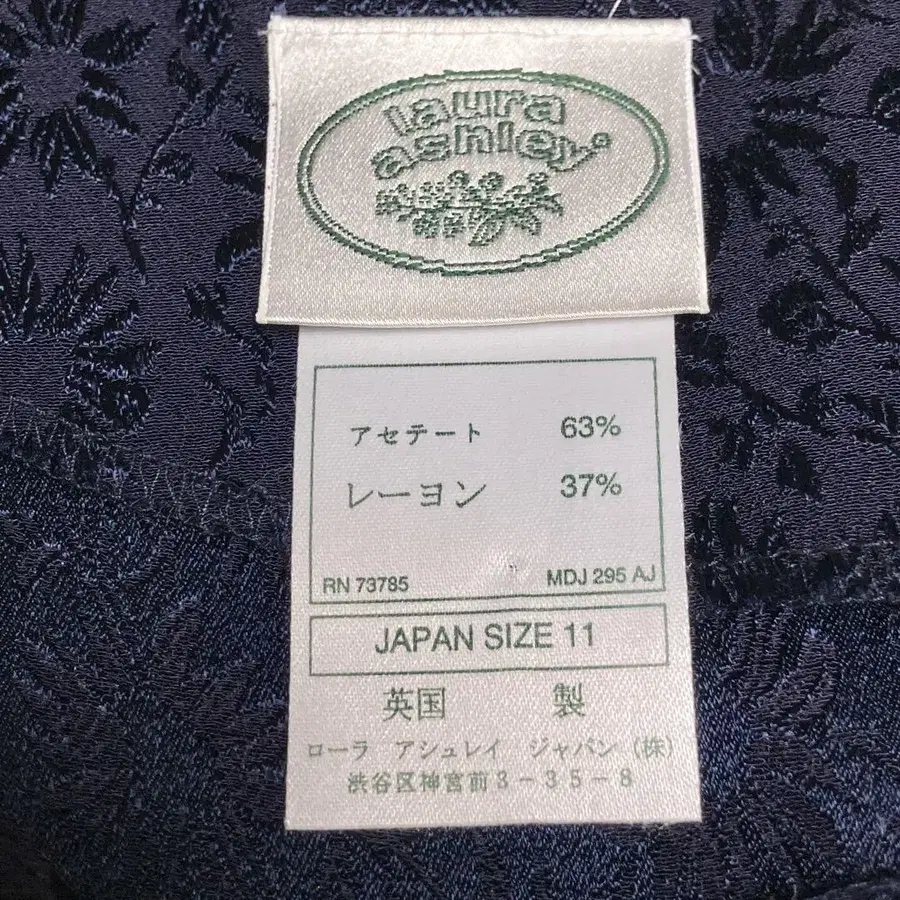 laura
ashley®
アセテート 63%
レーヨン 37%
RN 73785 MDJ 295 AJ
JAPAN SIZE 11
英国 製
ローラ アシュレイ ジャパン (株)
渋谷区神宮前3-35-8